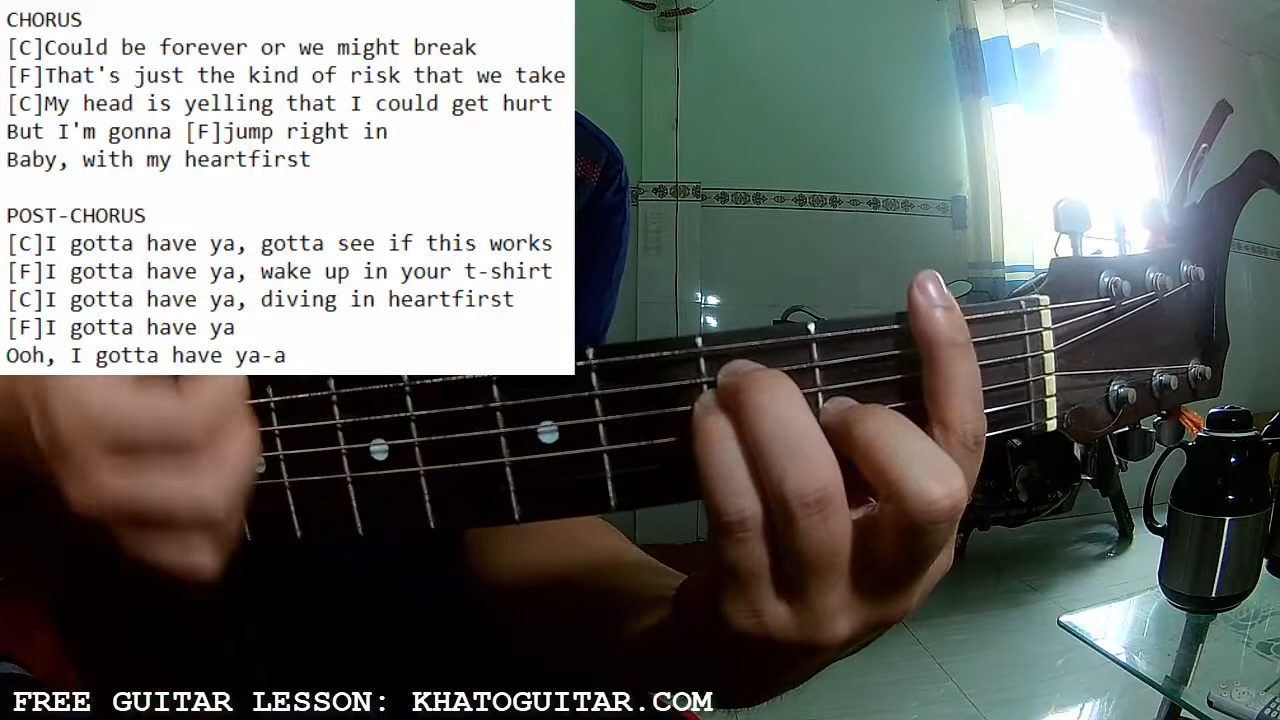 CHORUS
[C]Could be forever or we might break
[F]That's just the kind of risk that we take
[C]My head is yelling that I could get hurt
But I'm gonna [F]jump right in
Baby, with my heartfirst
POST-CHORUS
[C]I gotta have ya, gotta see if this works
[F]I gotta have ya, wake up in your t-shirt
[C]I gotta have ya, diving in heartfirst
[F]I gotta have ya
Ooh, I gotta have ya-a
FREE GUITAR LESSON: KHATOGUITAR.COM